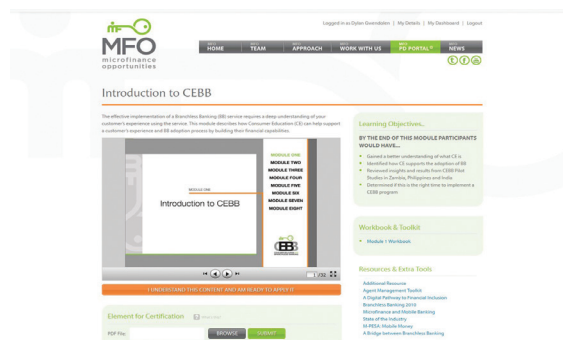 Logged in as Dylan Gwendolen | My Details | My Dashboard | Logout
MFO
microfinance
opportunities
MFO HOME
MFO TEAM
MFO APPROACH
MFO WORK WITH US
MFO PD PORTAL
MFO NEWS
Introduction to CEBB
The effective implementation of a Branchless Banking (BB) service requires a deep understanding of your
customer's experience using the service. This module describes how Consumer Education (CE) can help support
a customer's experience and BB adoption process by building their financial capabilities.
MODULE ONE
Introduction to CEBB
MODULE ONE
MODULE TWO
MODULE THREE
MODULE FOUR
MODULE FIVE
MODULE SIX
MODULE SEVEN
MODULE EIGHT
CEBB
/32
I UNDERSTAND THIS CONTENT AND AM READY TO APPLY IT
Element for Certification
PDF File:
BROWSE
SUBMIT
Learning Objectives..
BY THE END OF THIS MODULE PARTICIPANTS
WOULD HAVE...
Gained a better understanding of what CE is
Identified how CE supports the adoption of BB
Reviewed insights and results from CEBB Pilot
Studies in Zambia, Philippines and India
Determined if this is the right time to implement a
CEBB program
Workbook & Toolkit
Module 1 Workbook
Resources & Extra Tools
Additional Resource
Agent Management Toolkit
A Digital Pathway to Financial Inclusion
Branchless Banking 2010
Microfinance and Mobile Banking
State of the Industry
M-PESA: Mobile Money
A Bridge between Branchless Banking